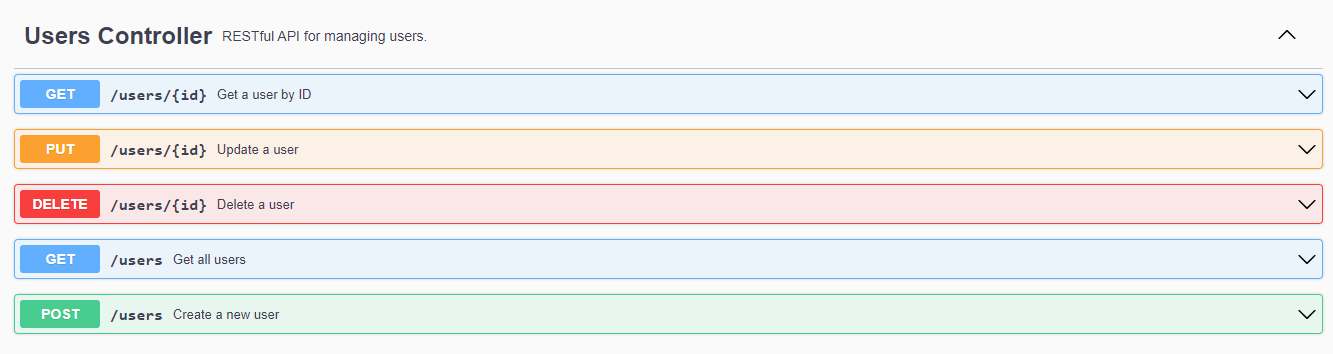 Users Controller RESTful API for managing users.
GET /users/{id} Get a user by ID
PUT /users/{id} Update a user
DELETE /users/{id} Delete a user
GET /users Get all users
POST /users Create a new user